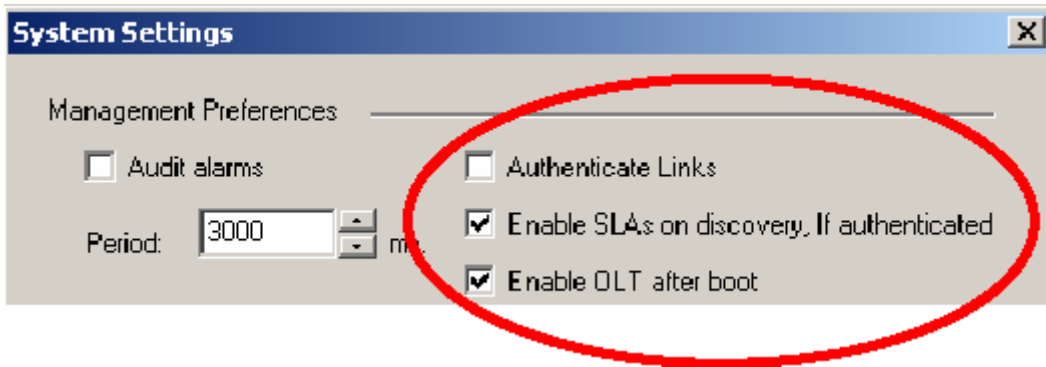 System Settings
Management Preferences
Audit alarms
Authenticate Links
Period: 3000
Enable SLAs on discovery, If authenticated
Enable OLT after boot